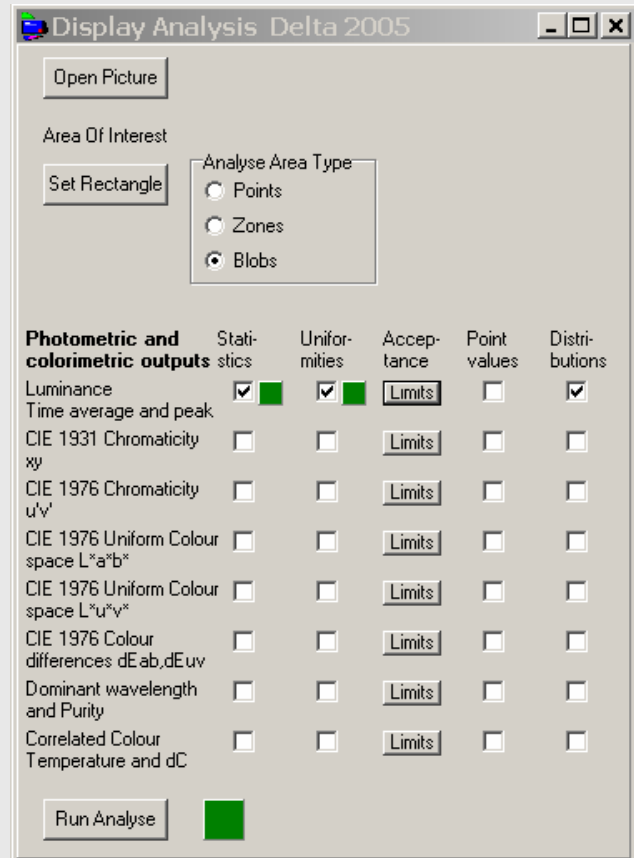 Display Analysis Delta 2005
Open Picture
Area Of Interest
Set Rectangle
Analyse Area Type
Points
Zones
Blobs
Photometric and Stati- Unifor- Accep- Point Distri-
colorimetric outputs stics mities tance values butions
Luminance Limits
Time average and peak
CIE 1931 Chromaticity Limits
xy
CIE 1976 Chromaticity Limits
u'v'
CIE 1976 Uniform Colour Limits
space L*a*b*
CIE 1976 Uniform Colour Limits
space L*u*v*
CIE 1976 Colour Limits
differences dEab,dEuv
Dominant wavelength Limits
and Purity
Correlated Colour Limits
Temperature and dC
Run Analyse